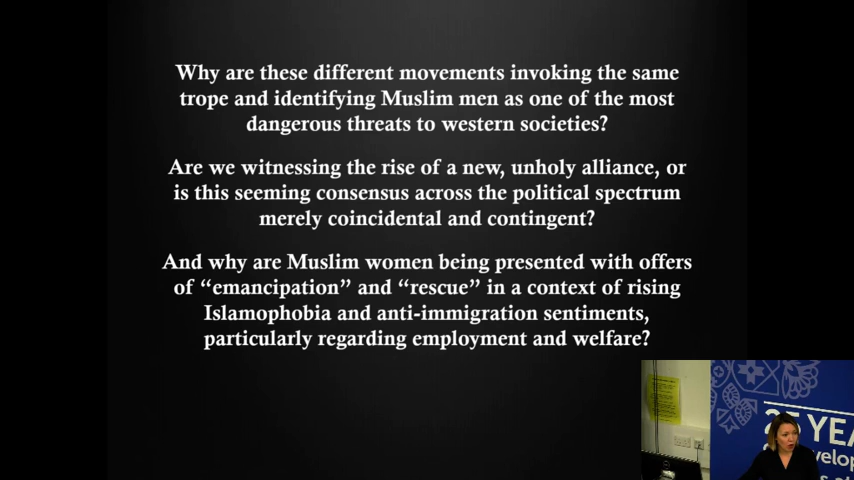 Why are these different movements invoking the same
trope and identifying Muslim men as one of the most
dangerous threats to western societies?
Are we witnessing the rise of a new, unholy alliance, or
is this seeming consensus across the political spectrum
merely coincidental and contingent?
And why are Muslim women being presented with offers
of “emancipation” and “rescue” in a context of rising
Islamophobia and anti-immigration sentiments,
particularly regarding employment and welfare?
25 YEA